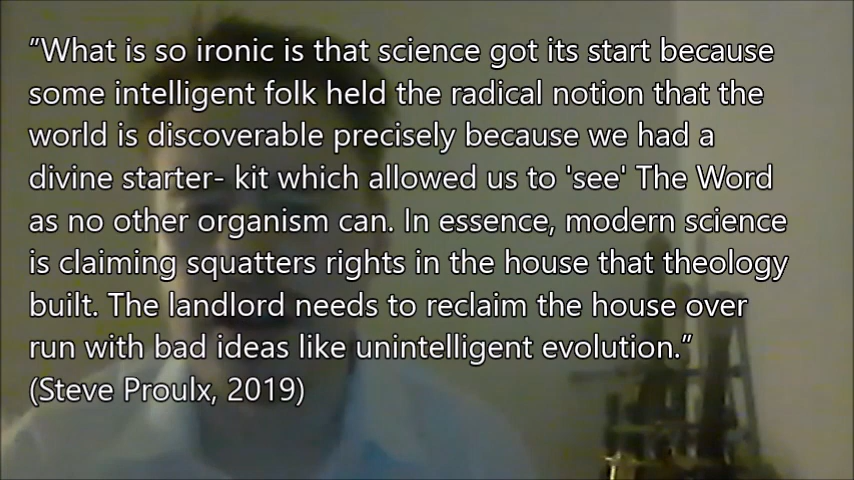 ”What is so ironic is that science got its start because
some intelligent folk held the radical notion that the
world is discoverable precisely because we had a
divine starter- kit which allowed us to 'see' The Word
as no other organism can. In essence, modern science
is claiming squatters rights in the house that theology
built. The landlord needs to reclaim the house over
run with bad ideas like unintelligent evolution.”
(Steve Proulx, 2019)